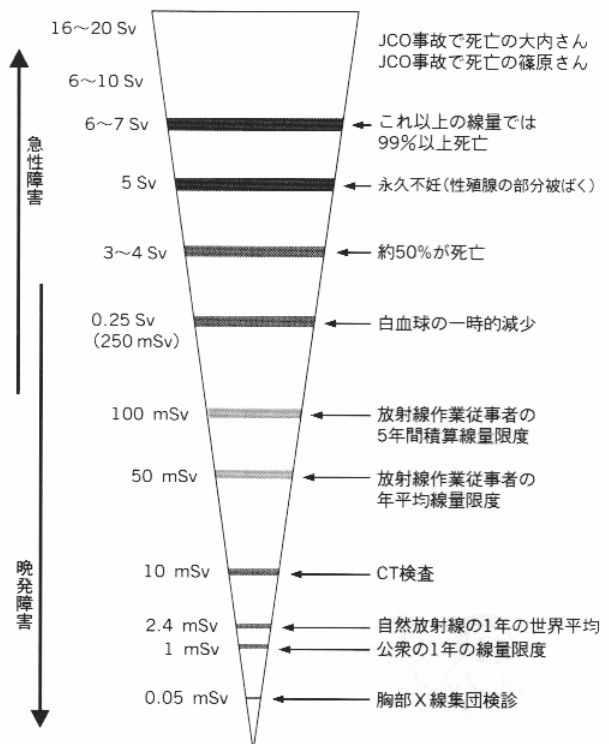 16～20 Sv
JCO事故で死亡の大内さん
6～10 Sv
JCO事故で死亡の篠原さん
6～7 Sv
これ以上の線量では
99%以上死亡
急性障害
5 Sv
永久不妊(性殖腺の部分被ばく)
3～4 Sv
約50%が死亡
0.25 Sv
(250 mSv)
白血球の一時的減少
100 mSv
放射線作業従事者の
5年間積算線量限度
50 mSv
放射線作業従事者の
年平均線量限度
晩発障害
10 mSv
CT検査
2.4 mSv
自然放射線の1年の世界平均
1 mSv
公衆の1年の線量限度
0.05 mSv
胸部X線集団検診